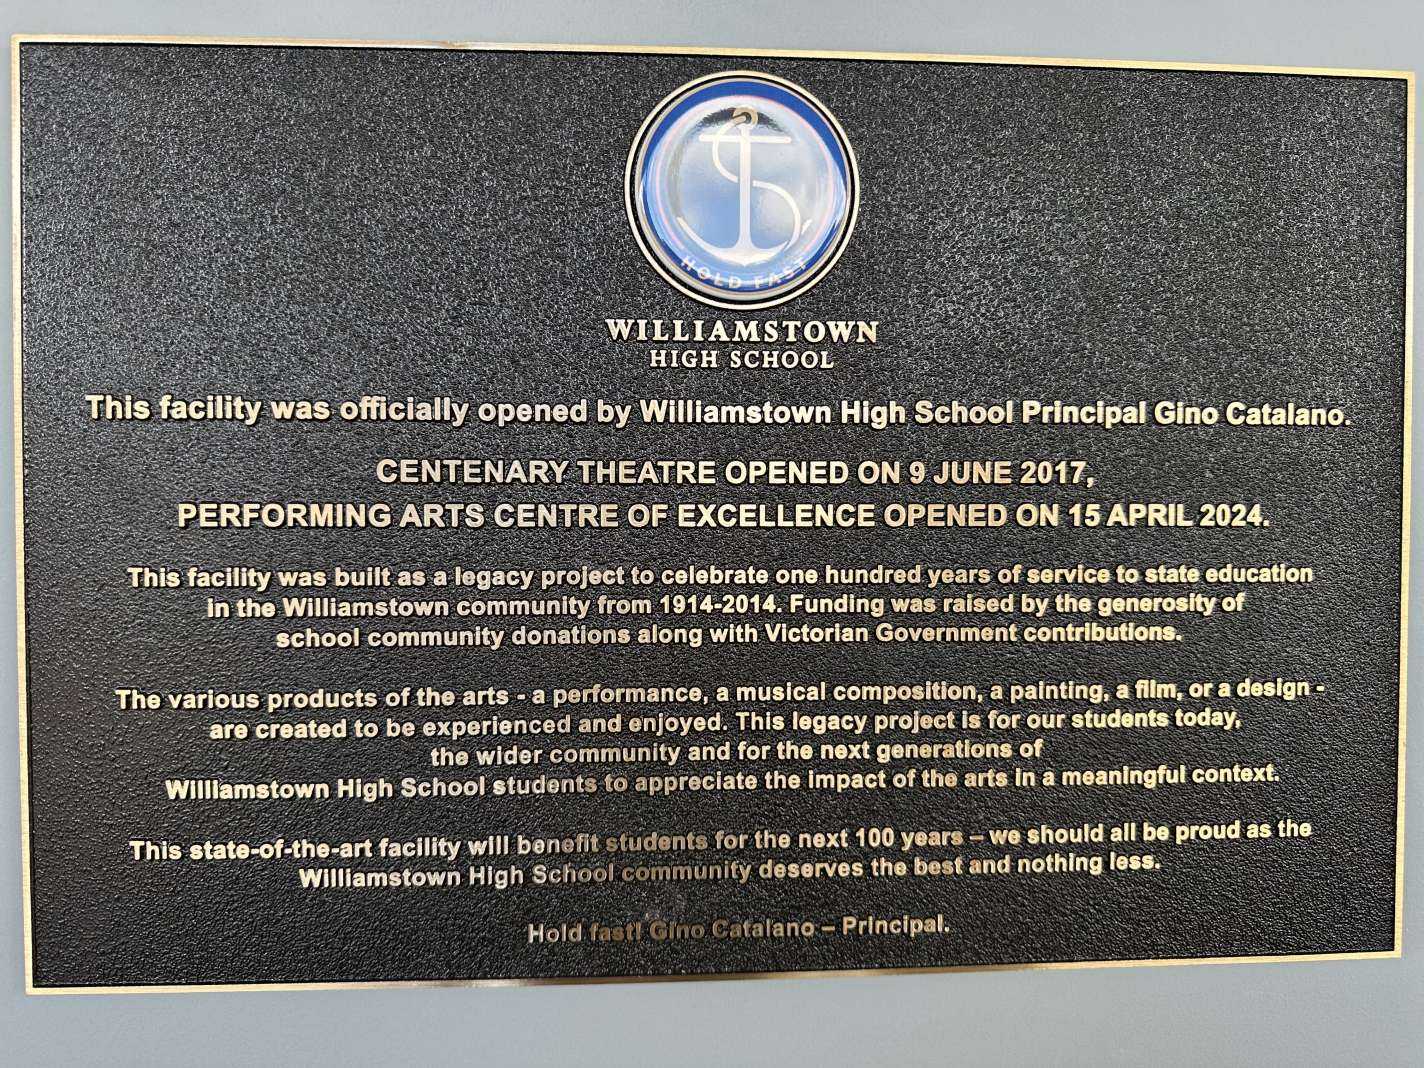 HOLD FAST
WILLIAMSTOWN
HIGH SCHOOL
This facility was officially opened by Williamstown High School Principal Gino Catalano.
CENTENARY THEATRE OPENED ON 9 JUNE 2017,
PERFORMING ARTS CENTRE OF EXCELLENCE OPENED ON 15 APRIL 2024.
This facility was built as a legacy project to celebrate one hundred years of service to state education
in the Williamstown community from 1914-2014. Funding was raised by the generosity of
school community donations along with Victorian Government contributions.
The various products of the arts - a performance, a musical composition, a painting, a film, or a design -
are created to be experienced and enjoyed. This legacy project is for our students today,
the wider community and for the next generations of
Williamstown High School students to appreciate the impact of the arts in a meaningful context.
This state-of-the-art facility will benefit students for the next 100 years – we should all be proud as the
Williamstown High School community deserves the best and nothing less.
Hold fast! Gino Catalano – Principal.